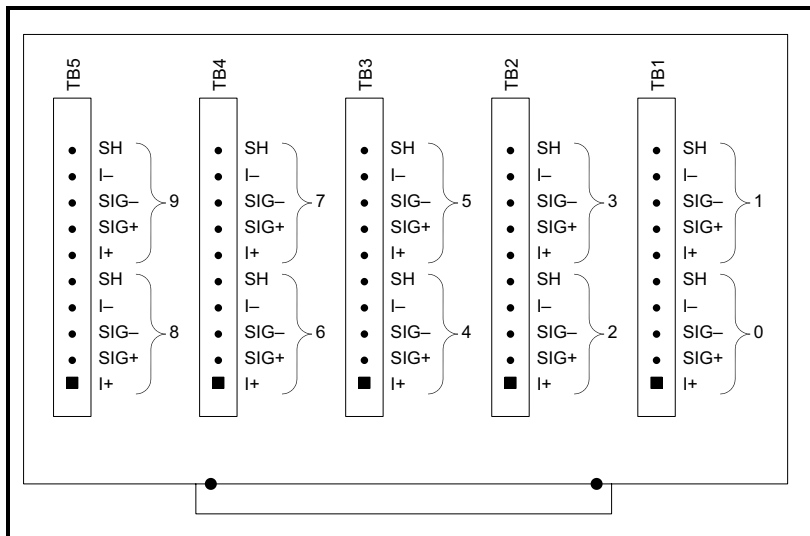 TB5 TB4 TB3 TB2 TB1
SH SH SH SH SH
I– I– I– I– I–
SIG– 9 SIG– 7 SIG– 5 SIG– 3 SIG– 1
SIG+ SIG+ SIG+ SIG+ SIG+
I+ I+ I+ I+ I+
SH SH SH SH SH
I– I– I– I– I–
SIG– 8 SIG– 6 SIG– 4 SIG– 2 SIG– 0
SIG+ SIG+ SIG+ SIG+ SIG+
I+ I+ I+ I+ I+